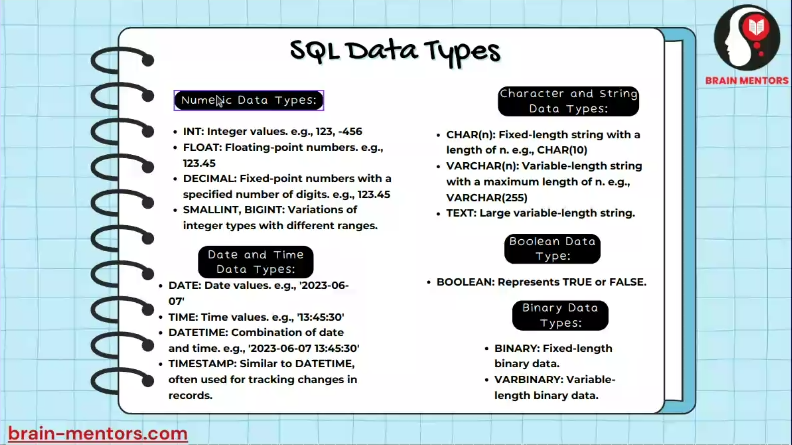 SQL Data Types
BRAIN MENTORS
Numeric Data Types:
INT: Integer values. e.g., 123, -456
FLOAT: Floating-point numbers. e.g.,
123.45
DECIMAL: Fixed-point numbers with a
specified number of digits. e.g., 123.45
SMALLINT, BIGINT: Variations of
integer types with different ranges.
Date and Time
Data Types:
DATE: Date values. e.g., '2023-06-
07'
TIME: Time values. e.g., '13:45:30'
DATETIME: Combination of date
and time. e.g., '2023-06-07 13:45:30'
TIMESTAMP: Similar to DATETIME,
often used for tracking changes in
records.
Character and String
Data Types:
CHAR(n): Fixed-length string with a
length of n. e.g., CHAR(10)
VARCHAR(n): Variable-length string
with a maximum length of n. e.g.,
VARCHAR(255)
TEXT: Large variable-length string.
Boolean Data
Type:
BOOLEAN: Represents TRUE or FALSE.
Binary Data
Types:
BINARY: Fixed-length
binary data.
VARBINARY: Variable-
length binary data.
brain-mentors.com